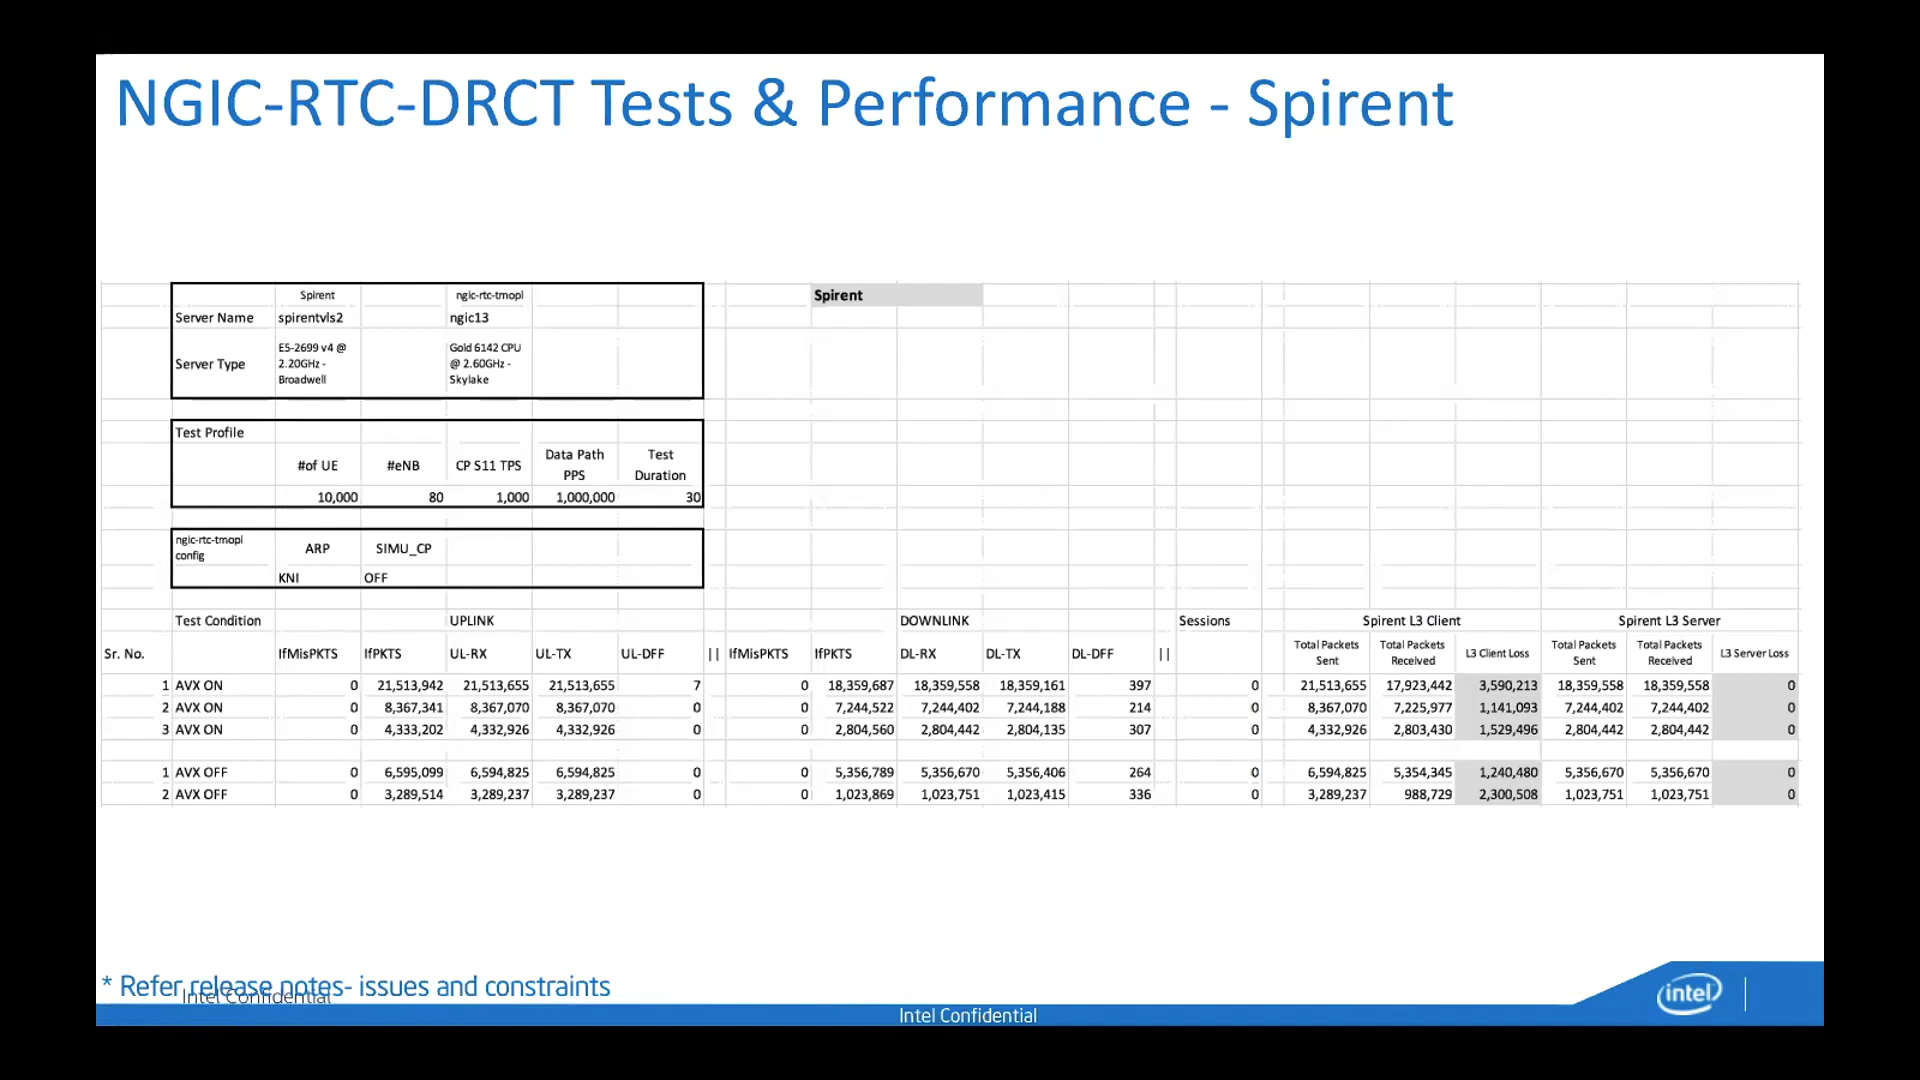 NGIC-RTC-DRCT Tests & Performance - Spirent
Spirent ngic-rtc-tmopl
Server Name spirentvls2 ngic13
Server Type E5-2699 v4 @ 2.20GHz - Broadwell Gold 6142 CPU @ 2.60GHz - Skylake
Spirent
Test Profile
#of UE #eNB CP S11 TPS Data Path PPS Test Duration
10,000 80 1,000 1,000,000 30
ngic-rtc-tmopl config ARP SIMU_CP
KNI OFF
Test Condition UPLINK DOWNLINK Sessions Spirent L3 Client Spirent L3 Server
Sr. No. IfMisPKTS IfPKTS UL-RX UL-TX UL-DFF || IfMisPKTS IfPKTS DL-RX DL-TX DL-DFF || Total Packets Sent Total Packets Received L3 Client Loss Total Packets Sent Total Packets Received L3 Server Loss
1 AVX ON 0 21,513,942 21,513,655 21,513,655 7 0 18,359,687 18,359,558 18,359,161 397 0 21,513,655 17,923,442 3,590,213 18,359,558 18,359,558 0
2 AVX ON 0 8,367,341 8,367,070 8,367,070 0 0 7,244,522 7,244,402 7,244,188 214 0 8,367,070 7,225,977 1,141,093 7,244,402 7,244,402 0
3 AVX ON 0 4,333,202 4,332,926 4,332,926 0 0 2,804,560 2,804,442 2,804,135 307 0 4,332,926 2,803,430 1,529,496 2,804,442 2,804,442 0
1 AVX OFF 0 6,595,099 6,594,825 6,594,825 0 0 5,356,789 5,356,670 5,356,406 264 0 6,594,825 5,354,345 1,240,480 5,356,670 5,356,670 0
2 AVX OFF 0 3,289,514 3,289,237 3,289,237 0 0 1,023,869 1,023,751 1,023,415 336 0 3,289,237 988,729 2,300,508 1,023,751 1,023,751 0
* Refer release notes- issues and constraints
Intel Confidential
Intel Confidential
intel